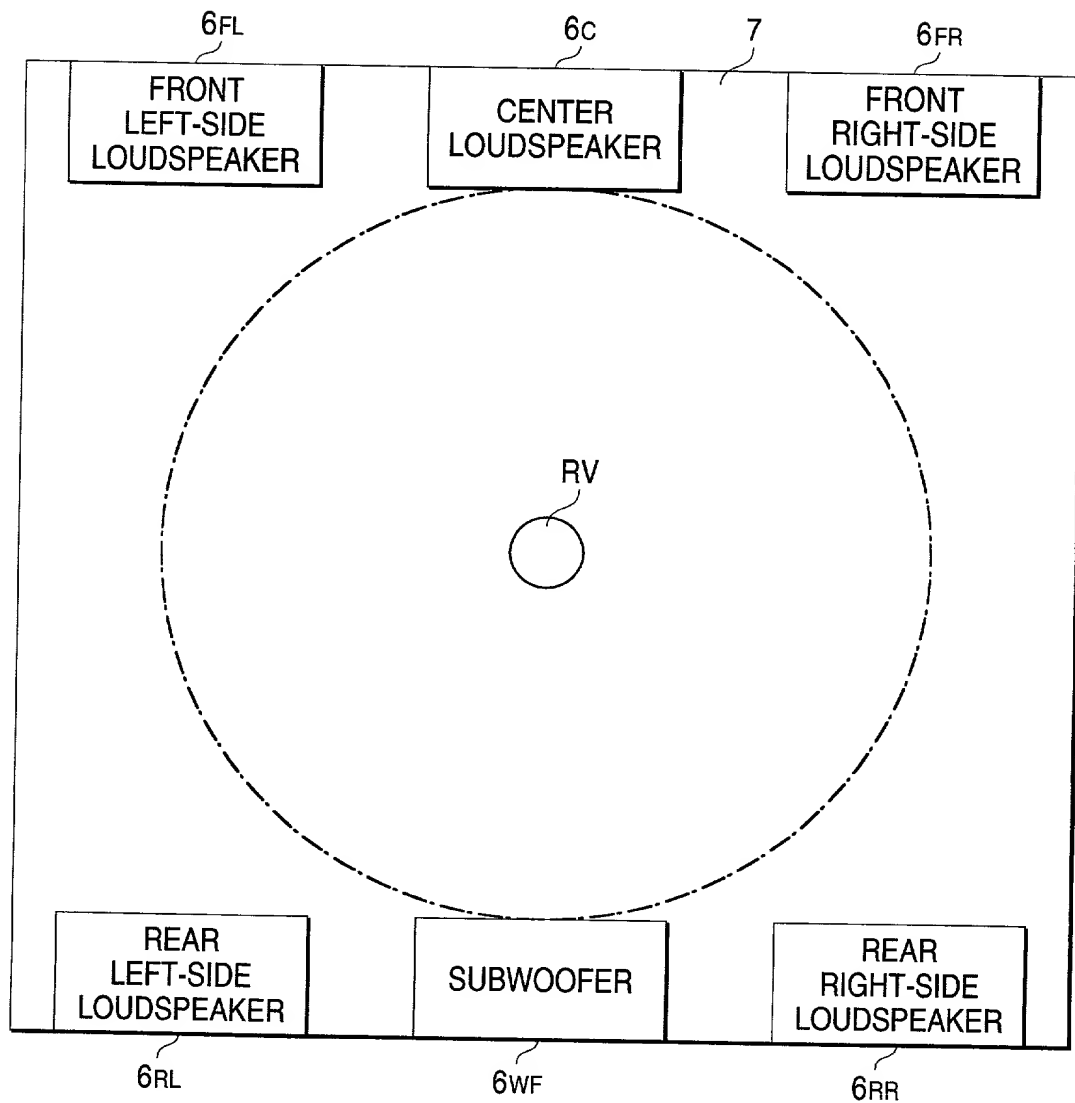 6FL
6C
7
6FR
FRONT
LEFT-SIDE
LOUDSPEAKER
CENTER
LOUDSPEAKER
FRONT
RIGHT-SIDE
LOUDSPEAKER
RV
REAR
LEFT-SIDE
LOUDSPEAKER
SUBWOOFER
REAR
RIGHT-SIDE
LOUDSPEAKER
6RL
6WF
6RR